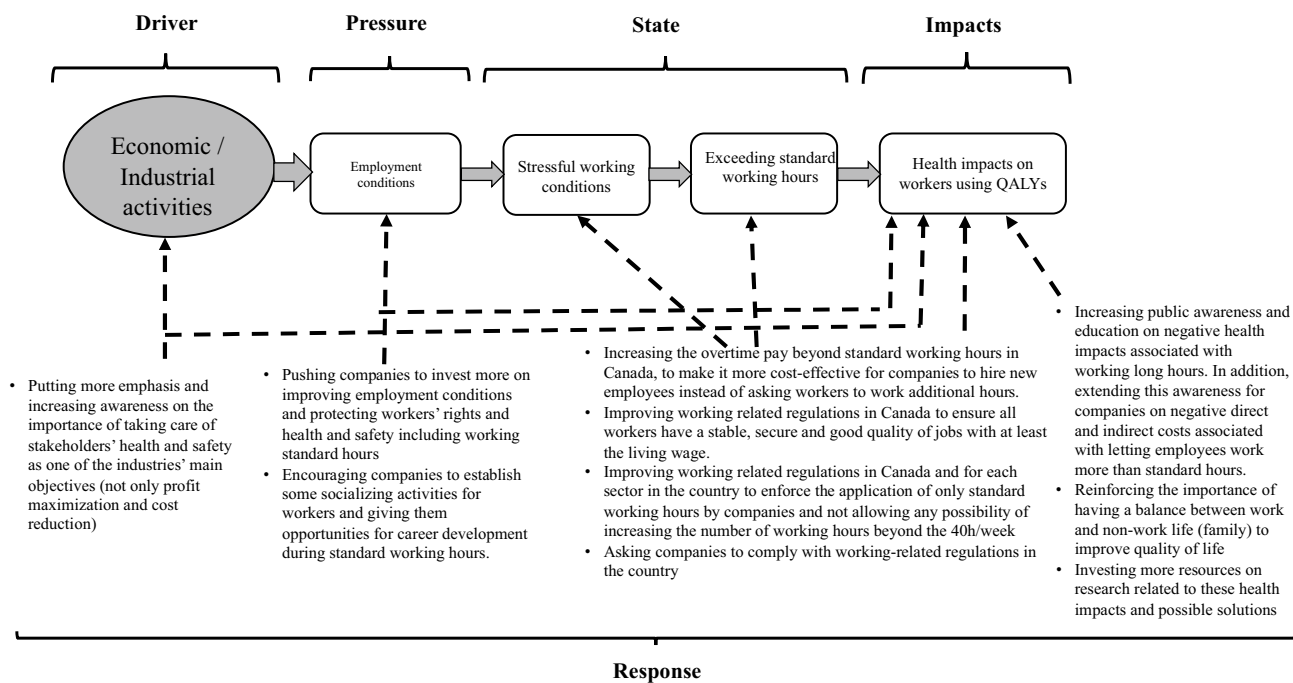 Driver
Pressure
State
Impacts
Economic /
Industrial
activities
Employment
conditions
Stressful working
conditions
Exceeding standard
working hours
Health impacts on
workers using QALYs
• Putting more emphasis and
increasing awareness on the
importance of taking care of
stakeholders' health and safety
as one of the industries' main
objectives (not only profit
maximization and cost
reduction)
• Pushing companies to invest more on
improving employment conditions
and protecting workers' rights and
health and safety including working
standard hours
• Encouraging companies to establish
some socializing activities for
workers and giving them
opportunities for career development
during standard working hours.
• Increasing the overtime pay beyond standard working hours in
Canada, to make it more cost-effective for companies to hire new
employees instead of asking workers to work additional hours.
• Improving working related regulations in Canada to ensure all
workers have a stable, secure and good quality of jobs with at least
the living wage.
• Improving working related regulations in Canada and for each
sector in the country to enforce the application of only standard
working hours by companies and not allowing any possibility of
increasing the number of working hours beyond the 40h/week
• Asking companies to comply with working-related regulations in
the country
• Increasing public awareness and
education on negative health
impacts associated with
working long hours. In addition,
extending this awareness for
companies on negative direct
and indirect costs associated
with letting employees work
more than standard hours.
• Reinforcing the importance of
having a balance between work
and non-work life (family) to
improve quality of life
• Investing more resources on
research related to these health
impacts and possible solutions
Response